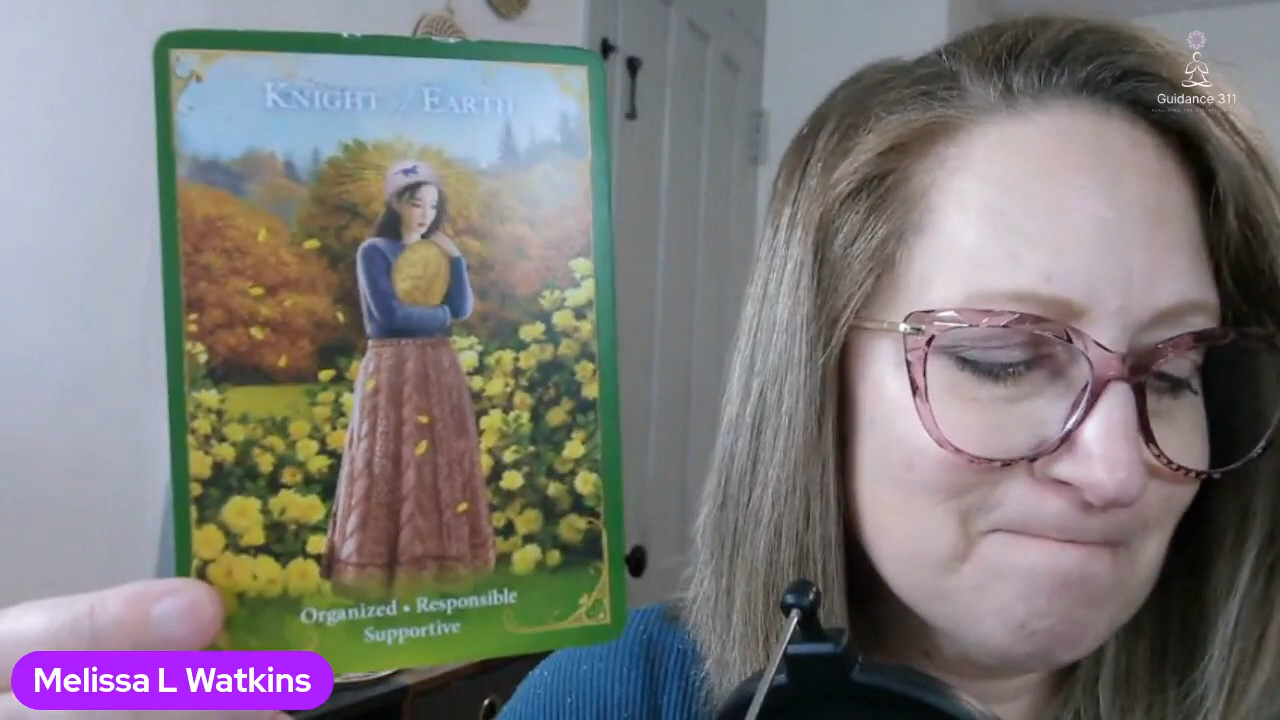 Knight of Earth
Guidance 311
Organized • Responsible
Supportive
Melissa L Watkins